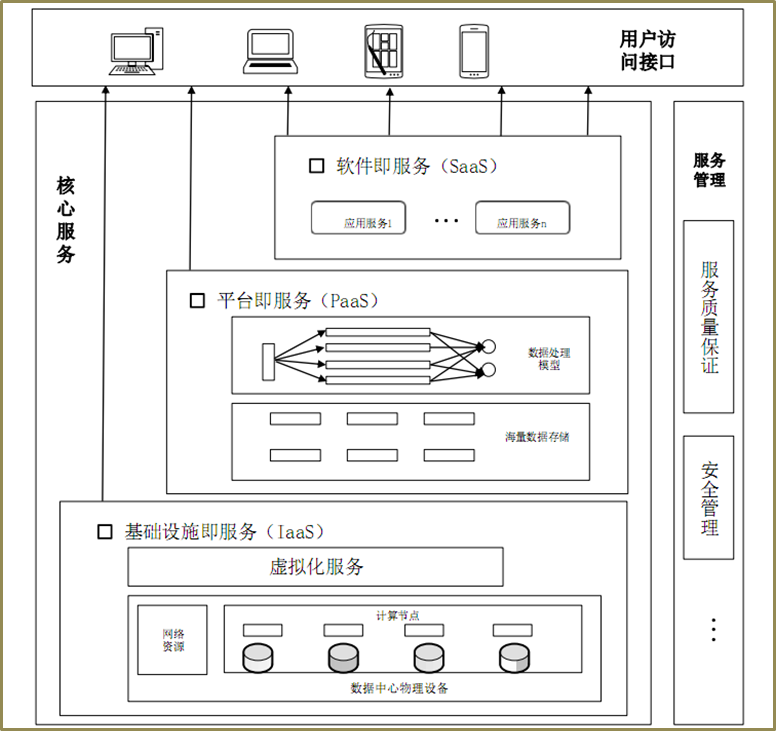 用户访
问接口
核
心
服
务
□ 软件即服务（SaaS）
应用服务1
...
应用服务n
□ 平台即服务（PaaS）
数据处理
模型
海量数据存储
□ 基础设施即服务（IaaS）
虚拟化服务
网络
资源
计算节点
数据中心物理设备
服务
管理
服
务
质
量
保
证
安
全
管
理
⋮